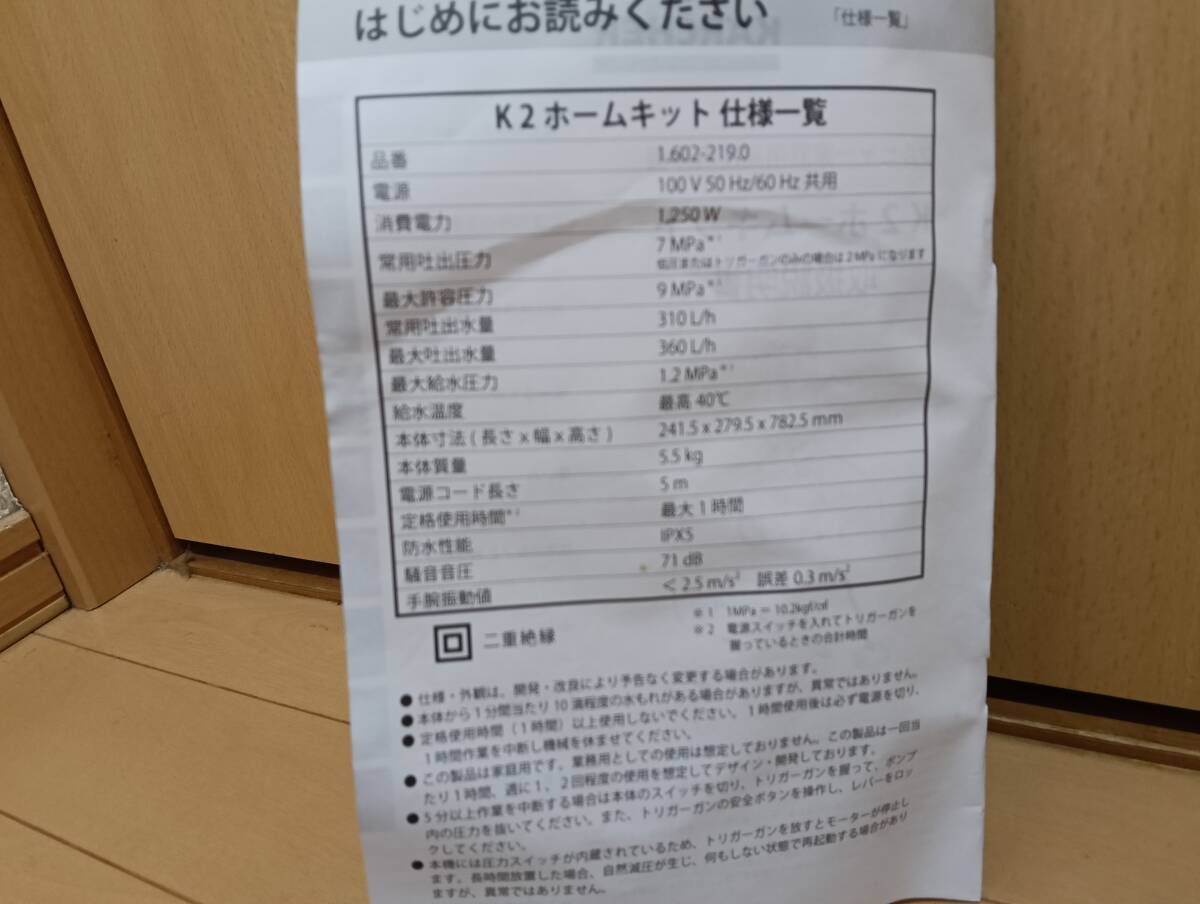 はじめにお読みください 「仕様一覧」
K 2 ホームキット 仕様一覧
品番 1.602-219.0
電源 100 V 50 Hz/60 Hz 共用
消費電力 1,250 W
常用吐出圧力 7 MPa※1
低圧またはトリガーガンのみの場合は 2 MPa になります
最大許容圧力 9 MPa※1
常用吐出水量 310 L/h
最大吐出水量 360 L/h
最大給水圧力 1.2 MPa※1
給水温度 最高 40℃
本体寸法 ( 長さ x 幅 x 高さ ) 241.5 x 279.5 x 782.5 mm
本体質量 5.5 kg
電源コード長さ 5 m
定格使用時間※2 最大 1 時間
防水性能 IPX5
騒音音圧 71 dB
手腕振動値 < 2.5 m/s² 誤差 0.3 m/s²
※ 1 1MPa = 10.2kgf/㎠
※ 2 電源スイッチを入れてトリガーガンを
握っているときの合計時間
二重絶縁
● 仕様・外観は、開発・改良により予告なく変更する場合があります。
● 本体から 1 分間当たり 10 滴程度の水もれがある場合がありますが、異常ではありません。
● 定格使用時間（1 時間）以上使用しないでください。1 時間使用後は必ず電源を切り、
1 時間作業を中断し機械を休ませてください。
● この製品は家庭用です。業務用としての使用は想定しておりません。この製品は一回当
たり 1 時間、週に 1、2 回程度の使用を想定してデザイン・開発しております。
● 5 分以上作業を中断する場合は本体のスイッチを切り、トリガーガンを握って、ポンプ
内の圧力を抜いてください。また、トリガーガンの安全ボタンを操作し、レバーをロッ
クしてください。
● 本機には圧力スイッチが内蔵されているため、トリガーガンを放すとモーターが停止し
ます。長時間放置した場合、自然減圧が生じ、何もしない状態で再起動する場合があり
ますが、異常ではありません。